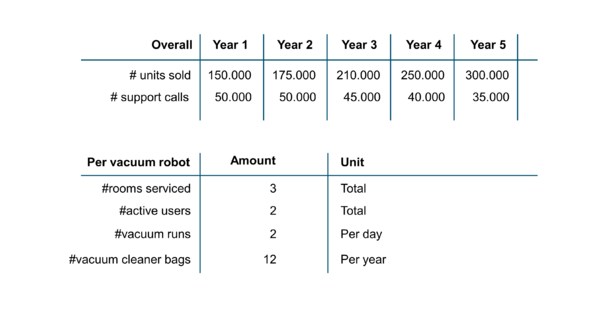 Overall Year 1 Year 2 Year 3 Year 4 Year 5
# units sold 150.000 175.000 210.000 250.000 300.000
# support calls 50.000 50.000 45.000 40.000 35.000
Per vacuum robot Amount Unit
#rooms serviced 3 Total
#active users 2 Total
#vacuum runs 2 Per day
#vacuum cleaner bags 12 Per year